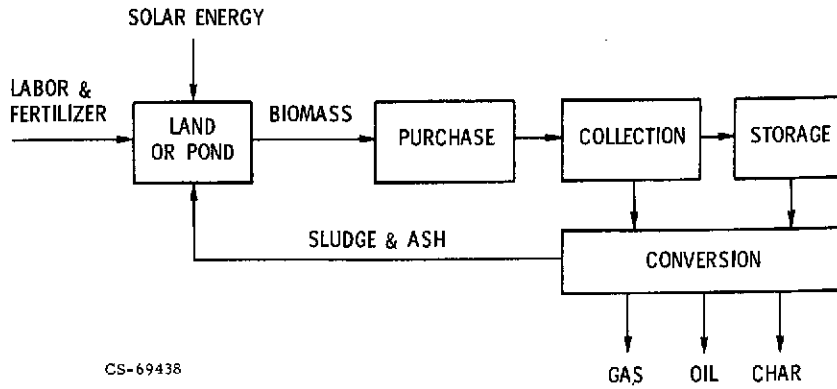 SOLAR ENERGY
LABOR &
FERTILIZER
LAND
OR POND
BIOMASS
PURCHASE
COLLECTION
STORAGE
SLUDGE & ASH
CONVERSION
GAS
OIL
CHAR
CS-69438